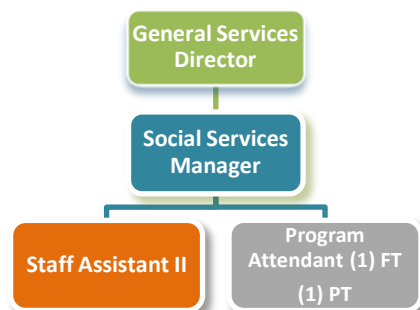 General Services
Director
Social Services
Manager
Staff Assistant II
Program
Attendant (1) FT
(1) PT